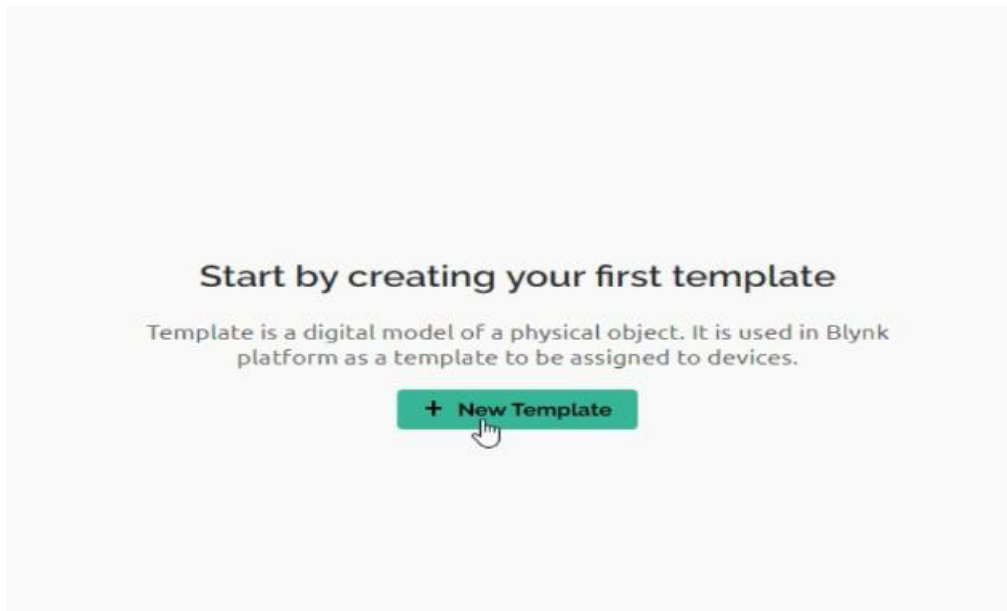 Start by creating your first template
Template is a digital model of a physical object. It is used in Blynk
platform as a template to be assigned to devices.
+ New Template